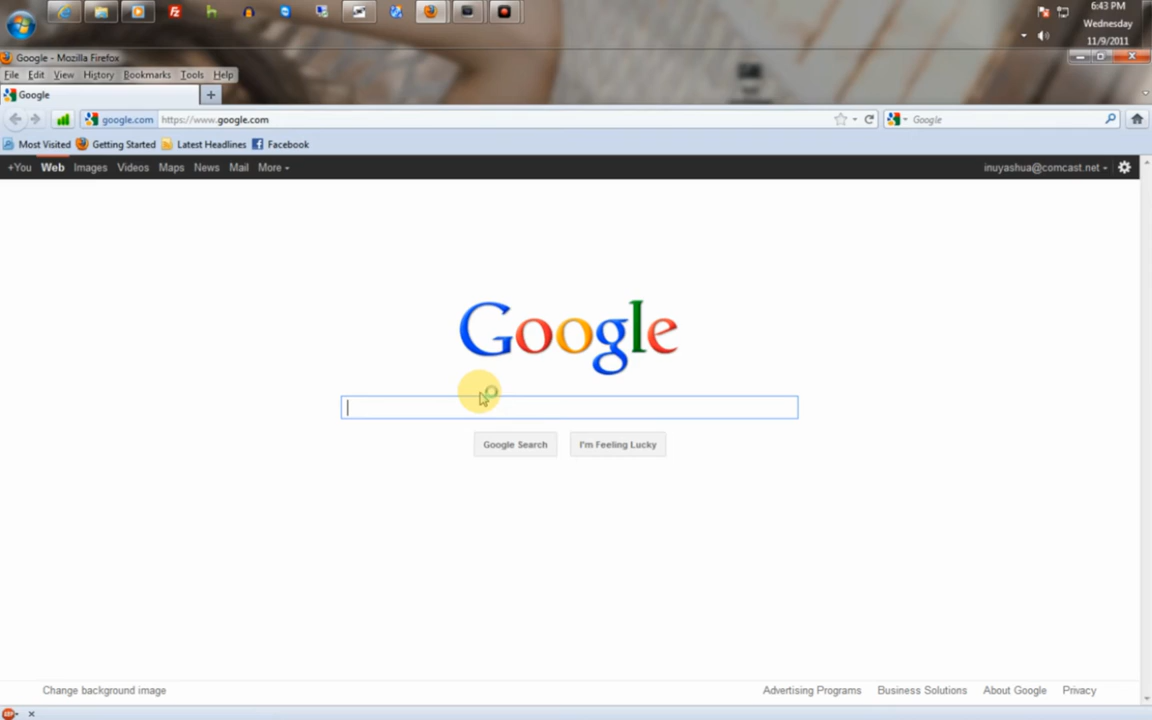 6:43 PM
Wednesday
11/9/2011
Google - Mozilla Firefox
File Edit View History Bookmarks Tools Help
Google
google.com https://www.google.com Google
Most Visited Getting Started Latest Headlines Facebook
+You Web Images Videos Maps News Mail More inuyashua@comcast.net
Google
Google Search I'm Feeling Lucky
Change background image Advertising Programs Business Solutions About Google Privacy